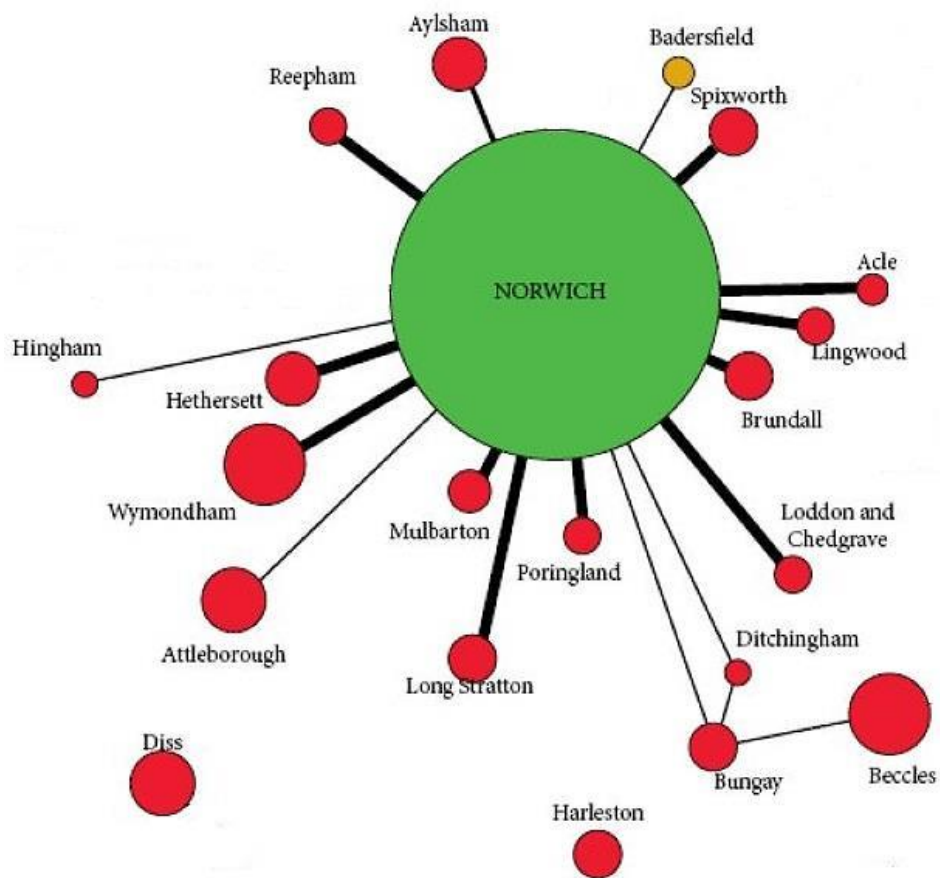 Aylsham
Badersfield
Reepham
Spixworth
Acle
NORWICH
Hingham
Lingwood
Hethersett
Brundall
Wymondham
Loddon and
Chedgrave
Mulbarton
Poringland
Ditchingham
Attleborough
Long Stratton
Diss
Bungay
Beccles
Harleston